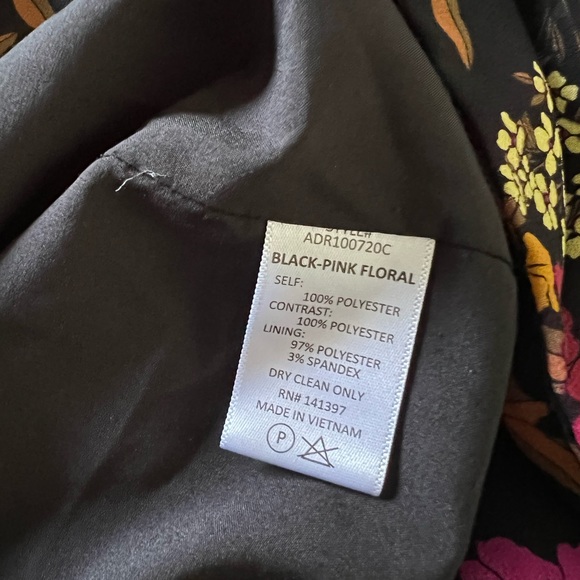 STYLE#
ADR100720C
BLACK-PINK FLORAL
SELF:
100% POLYESTER
CONTRAST:
100% POLYESTER
LINING:
97% POLYESTER
3% SPANDEX
DRY CLEAN ONLY
RN# 141397
MADE IN VIETNAM
P